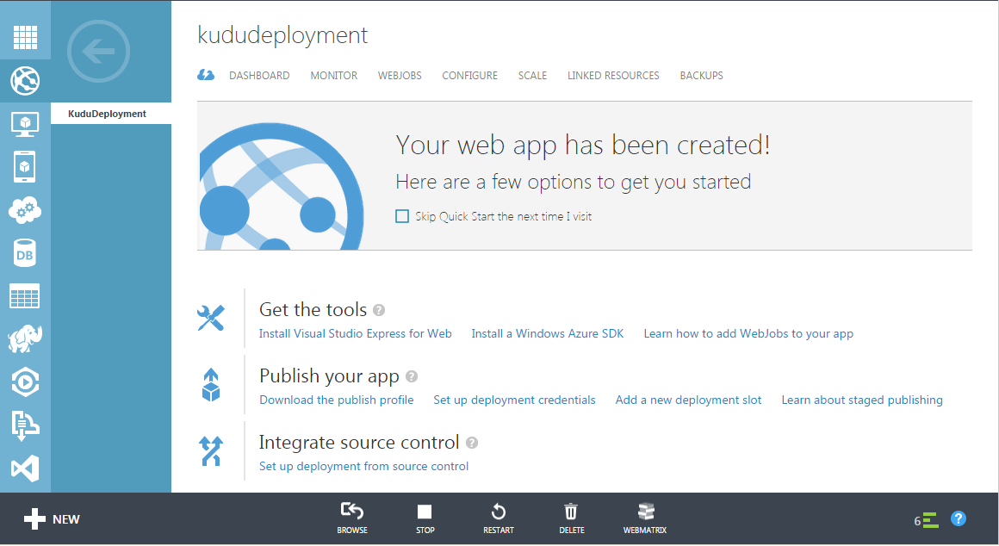 kududeployment
DASHBOARD MONITOR WEBJOBS CONFIGURE SCALE LINKED RESOURCES BACKUPS
KuduDeployment
Your web app has been created!
Here are a few options to get you started
Skip Quick Start the next time I visit
DB
Get the tools ?
Install Visual Studio Express for Web Install a Windows Azure SDK Learn how to add WebJobs to your app
Publish your app ?
Download the publish profile Set up deployment credentials Add a new deployment slot Learn about staged publishing
Integrate source control ?
Set up deployment from source control
NEW
BROWSE STOP RESTART DELETE WEBMATRIX
6 ?